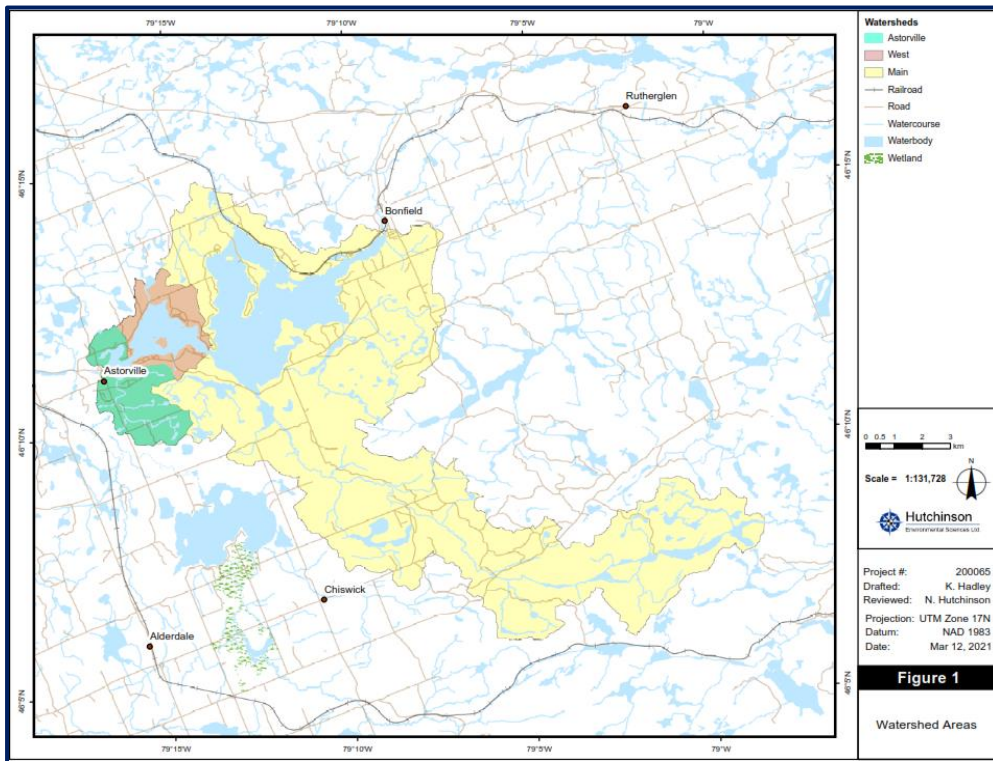 79°15'W 79°10'W 79°5'W 79°W
Rutherglen
46°15'N 46°15'N
Bonfield
Astorville
46°10'N 46°10'N
Chiswick
Alderdale
46°5'N 46°5'N
79°15'W 79°10'W 79°5'W 79°W
Watersheds
Astorville
West
Main
Railroad
Road
Watercourse
Waterbody
Wetland
0 0.5 1 2 3
km
N
Scale = 1:131,728
Hutchinson
Environmental Sciences Ltd
Project #: 200065
Drafted: K. Hadley
Reviewed: N. Hutchinson
Projection: UTM Zone 17N
Datum: NAD 1983
Date: Mar 12, 2021
Figure 1
Watershed Areas